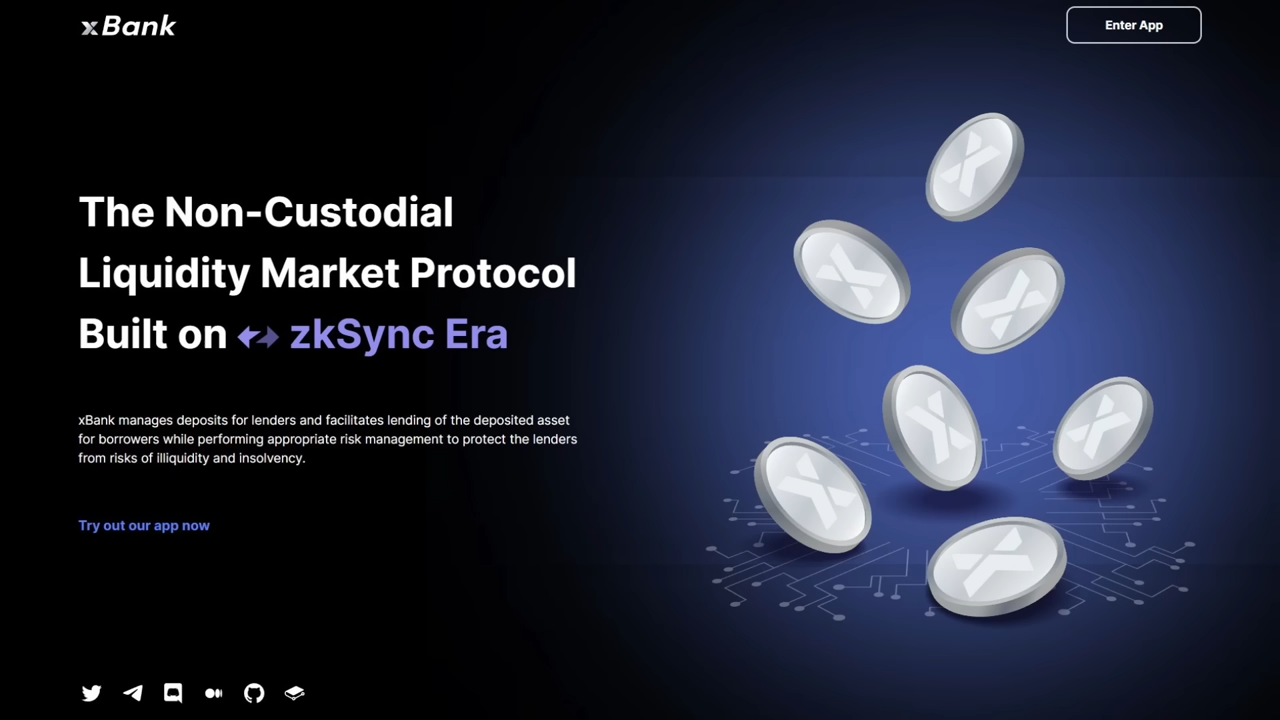 xBank
Enter App
The Non-Custodial
Liquidity Market Protocol
Built on zkSync Era
xBank manages deposits for lenders and facilitates lending of the deposited asset
for borrowers while performing appropriate risk management to protect the lenders
from risks of illiquidity and insolvency.
Try out our app now